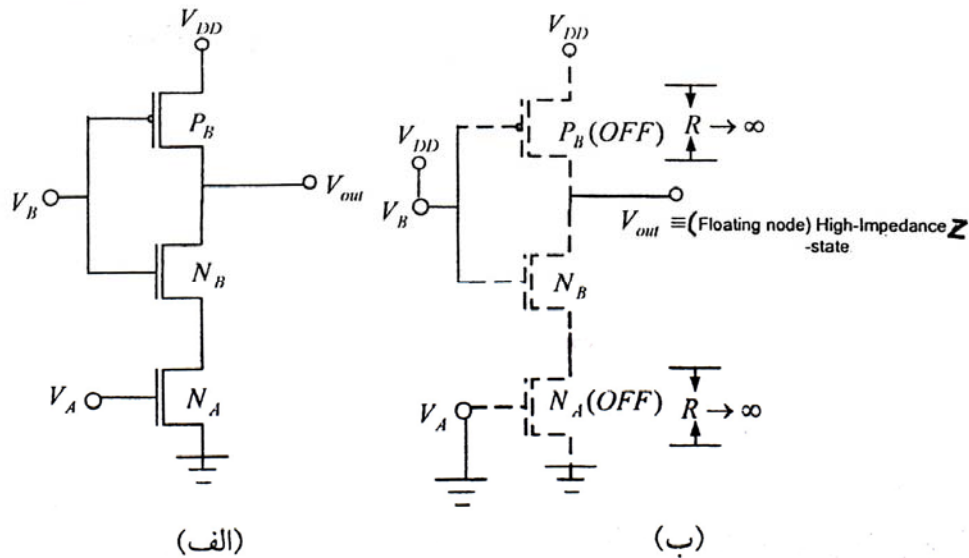 V_DD
P_B
V_B
V_out
N_B
V_A
N_A
(الف)
V_DD
P_B (OFF)
R → ∞
V_DD
V_B
V_out ≡ (Floating node) High-Impedance Z
-state
N_B
N_A (OFF)
R → ∞
V_A
(ب)